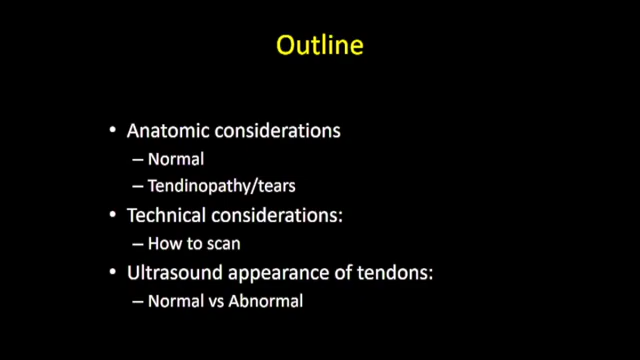 Outline
• Anatomic considerations
– Normal
– Tendinopathy/tears
• Technical considerations:
– How to scan
• Ultrasound appearance of tendons:
– Normal vs Abnormal